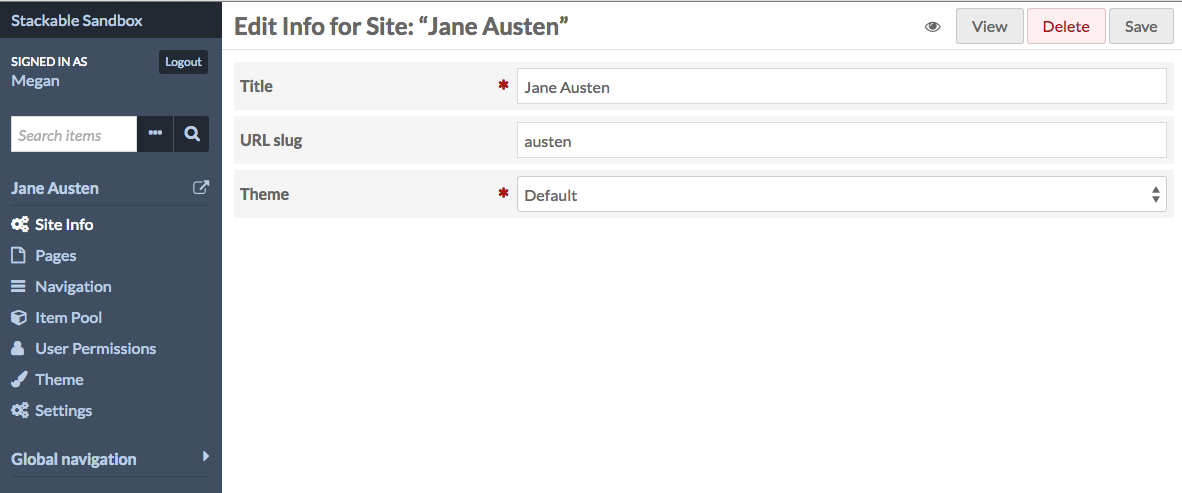 Stackable Sandbox
SIGNED IN AS
Logout
Megan
Search items
Jane Austen
Site Info
Pages
Navigation
Item Pool
User Permissions
Theme
Settings
Global navigation
Edit Info for Site: “Jane Austen”
View
Delete
Save
Title * Jane Austen
URL slug austen
Theme * Default